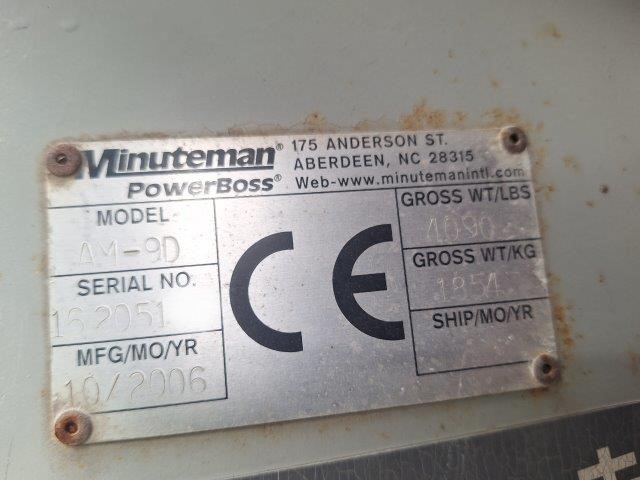 Minuteman
PowerBoss®
175 ANDERSON ST.
ABERDEEN, NC 28315
Web-www.minutemanintl.com
MODEL
AM-9D
SERIAL NO.
162051
MFG/MO/YR
10/2006
CE
GROSS WT/LBS
4090
GROSS WT/KG
1854
SHIP/MO/YR